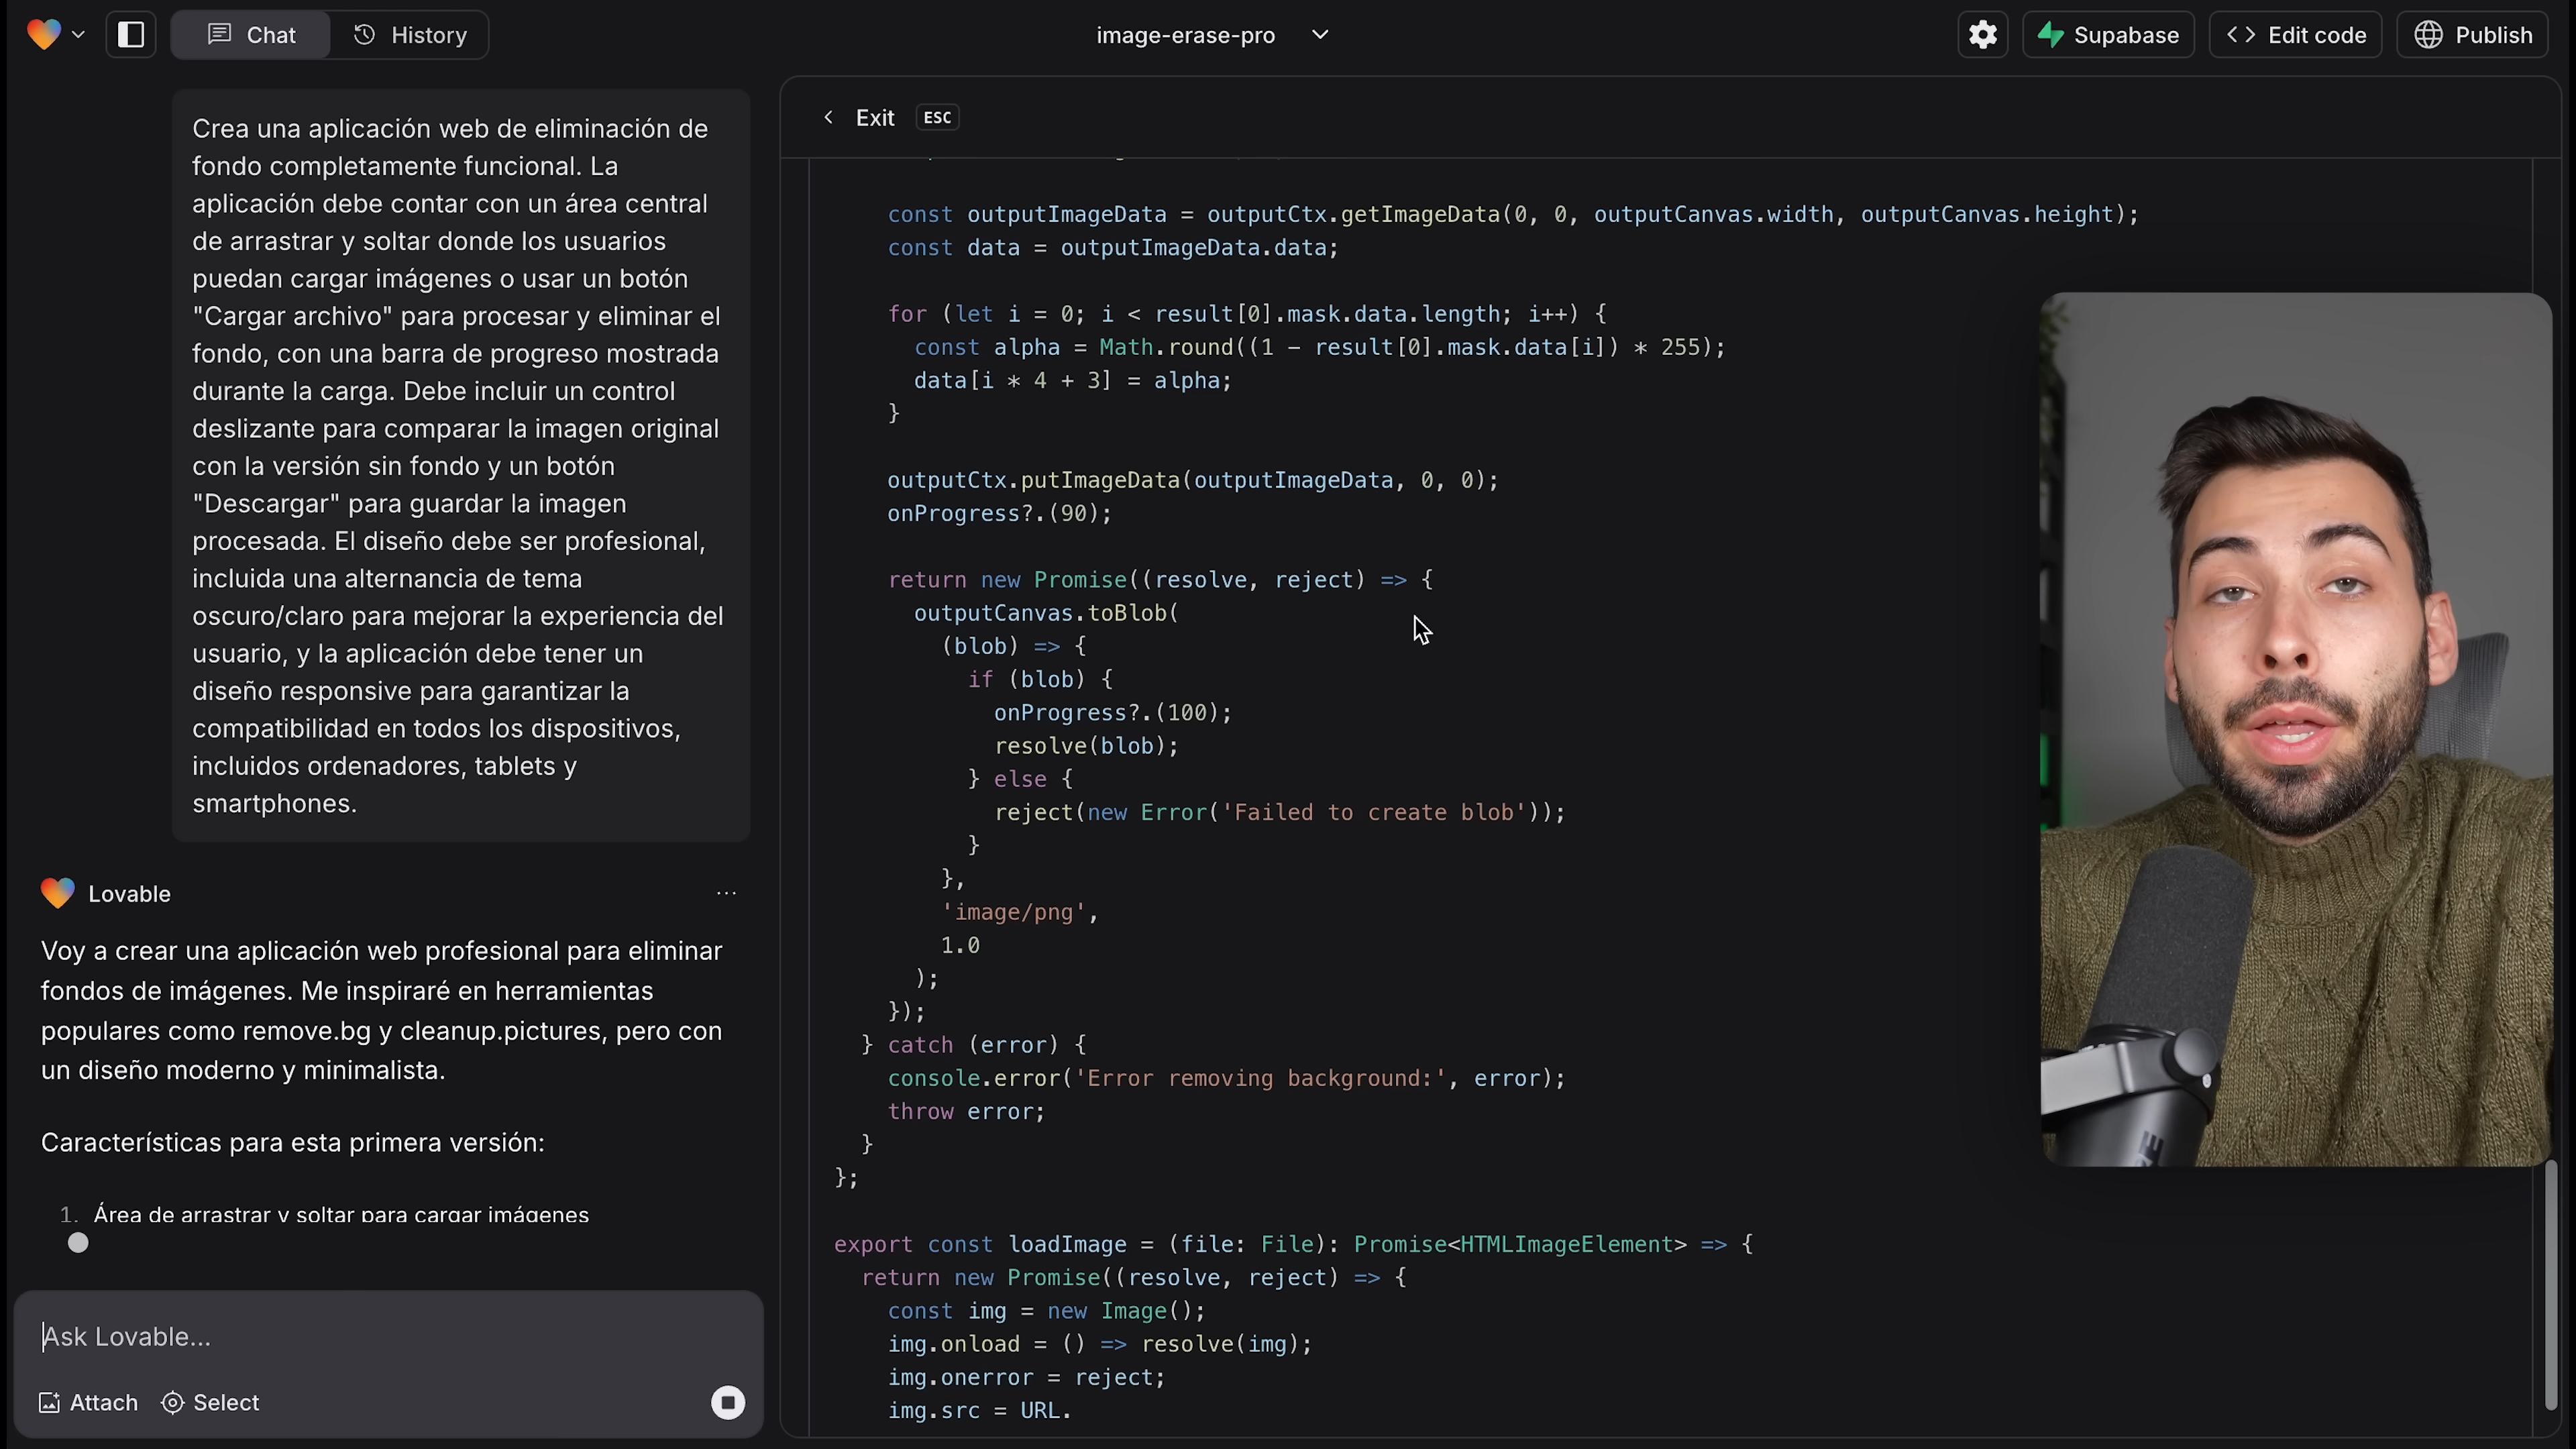 Chat
History
image-erase-pro
Supabase
Edit code
Publish
Crea una aplicación web de eliminación de
fondo completamente funcional. La
aplicación debe contar con un área central
de arrastrar y soltar donde los usuarios
puedan cargar imágenes o usar un botón
"Cargar archivo" para procesar y eliminar el
fondo, con una barra de progreso mostrada
durante la carga. Debe incluir un control
deslizante para comparar la imagen original
con la versión sin fondo y un botón
"Descargar" para guardar la imagen
procesada. El diseño debe ser profesional,
incluida una alternancia de tema
oscuro/claro para mejorar la experiencia del
usuario, y la aplicación debe tener un
diseño responsive para garantizar la
compatibilidad en todos los dispositivos,
incluidos ordenadores, tablets y
smartphones.
Lovable
Voy a crear una aplicación web profesional para eliminar
fondos de imágenes. Me inspiraré en herramientas
populares como remove.bg y cleanup.pictures, pero con
un diseño moderno y minimalista.
Características para esta primera versión:
1. Área de arrastrar y soltar para cargar imágenes
Ask Lovable...
Attach
Select
Exit ESC
const outputImageData = outputCtx.getImageData(0, 0, outputCanvas.width, outputCanvas.height);
const data = outputImageData.data;
for (let i = 0; i < result[0].mask.data.length; i++) {
const alpha = Math.round((1 - result[0].mask.data[i]) * 255);
data[i * 4 + 3] = alpha;
}
outputCtx.putImageData(outputImageData, 0, 0);
onProgress?.(90);
return new Promise((resolve, reject) => {
outputCanvas.toBlob(
(blob) => {
if (blob) {
onProgress?.(100);
resolve(blob);
} else {
reject(new Error('Failed to create blob'));
}
},
'image/png',
1.0
);
});
} catch (error) {
console.error('Error removing background:', error);
throw error;
}
};
export const loadImage = (file: File): Promise<HTMLImageElement> => {
return new Promise((resolve, reject) => {
const img = new Image();
img.onload = () => resolve(img);
img.onerror = reject;
img.src = URL.